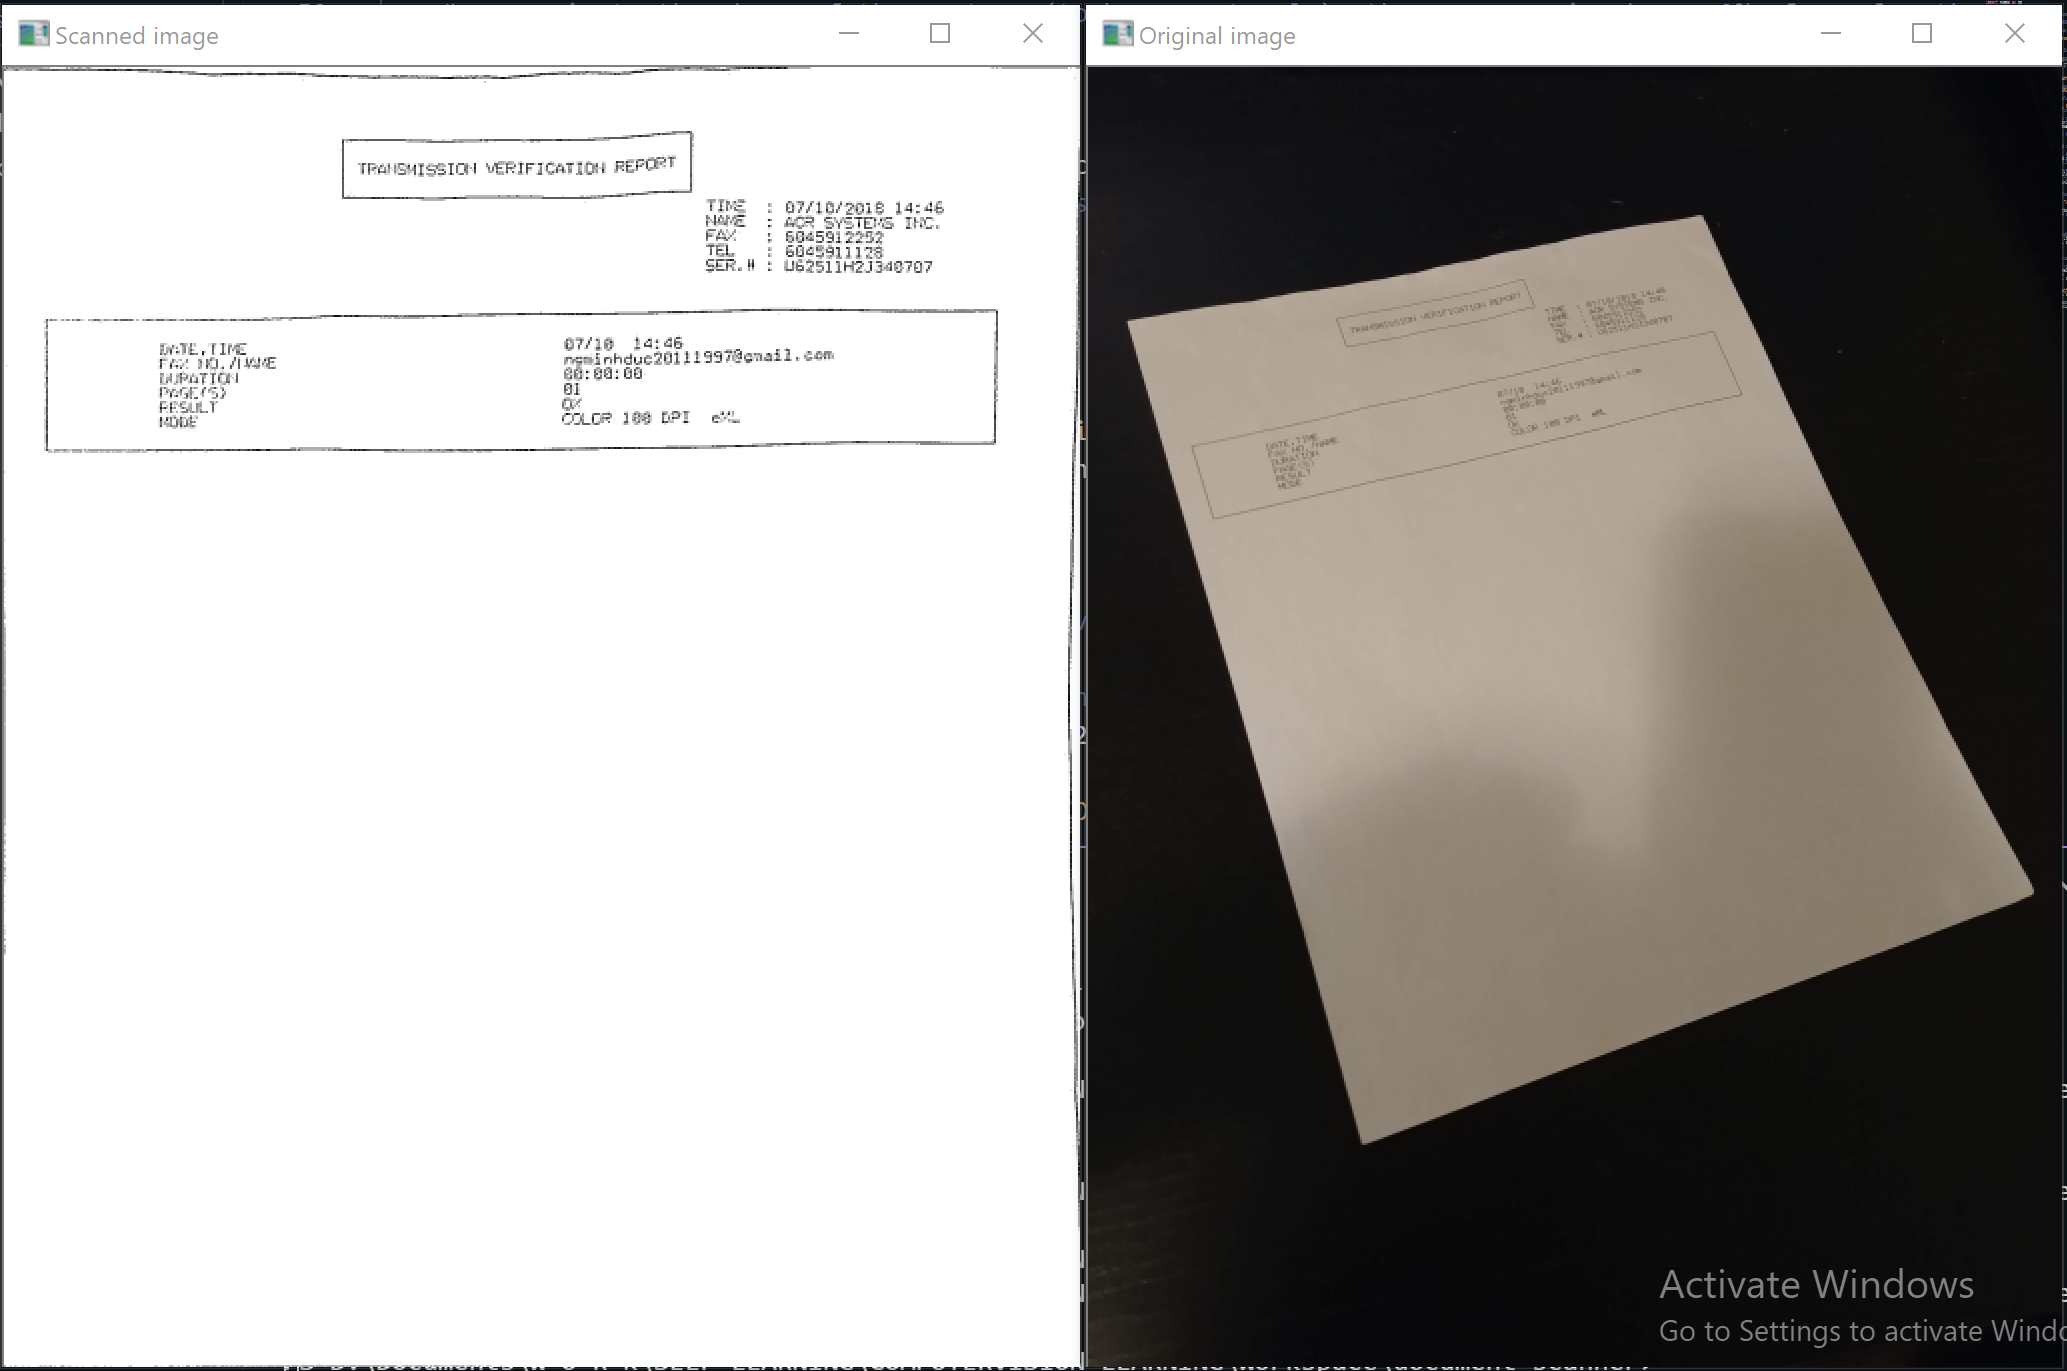 Scanned image
TRANSMISSION VERIFICATION REPORT
TIME : 07/10/2018 14:46
NAME : ACR SYSTEMS INC.
FAX : 6045912252
TEL : 6045911128
SER.# : U62511H2J340707
DATE,TIME 07/10 14:46
FAX NO./NAME ngminhduc20111997@gmail.com
DURATION 00:00:00
PAGE(S) 01
RESULT OK
MODE COLOR 100 DPI eML
Original image
TRANSMISSION VERIFICATION REPORT
TIME : 07/10/2018 14:46
NAME : ACR SYSTEMS INC.
FAX : 6045912252
TEL : 6045911128
SER.# : U62511H2J340707
DATE,TIME 07/10 14:46
FAX NO./NAME ngminhduc20111997@gmail.com
DURATION 00:00:00
PAGE(S) 01
RESULT OK
MODE COLOR 100 DPI eML
Activate Windows
Go to Settings to activate